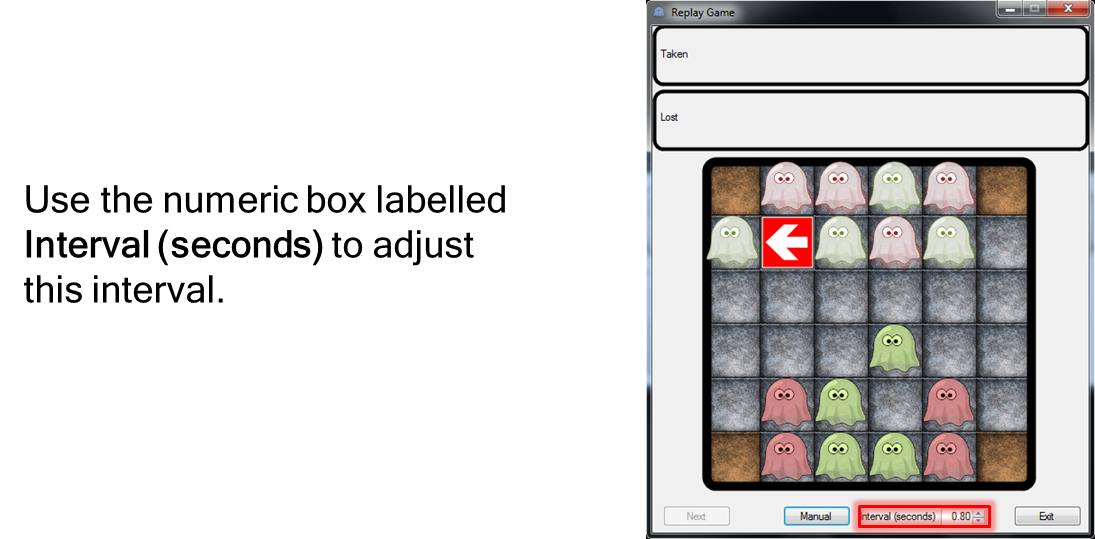 Use the numeric box labelled
Interval (seconds) to adjust
this interval.
Replay Game
Taken
Lost
Next
Manual
Interval (seconds) 0.80
Exit